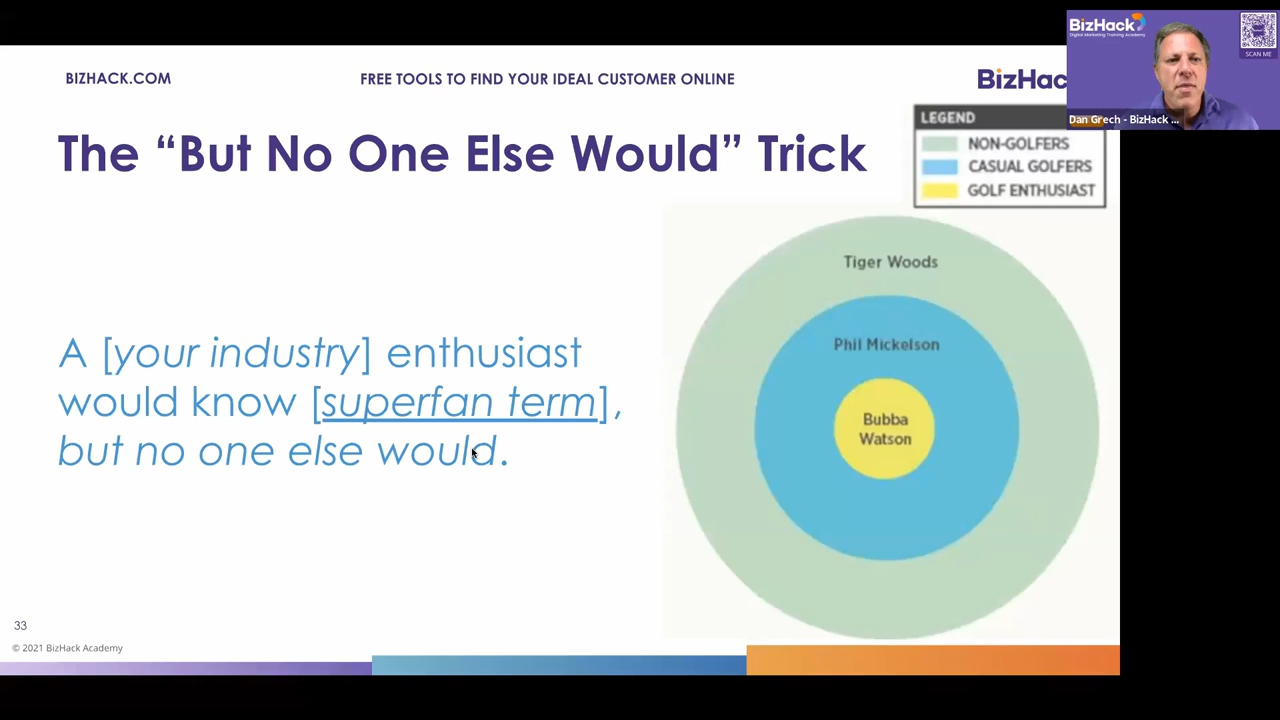 BIZHACK.COM
FREE TOOLS TO FIND YOUR IDEAL CUSTOMER ONLINE
BizHac
BizHack
Digital Marketing Training Academy
SCAN ME
Dan Grech - BizHack ...
The “But No One Else Would” Trick
LEGEND
NON-GOLFERS
CASUAL GOLFERS
GOLF ENTHUSIAST
A [your industry] enthusiast
would know [superfan term],
but no one else would.
Tiger Woods
Phil Mickelson
Bubba
Watson
33
© 2021 BizHack Academy